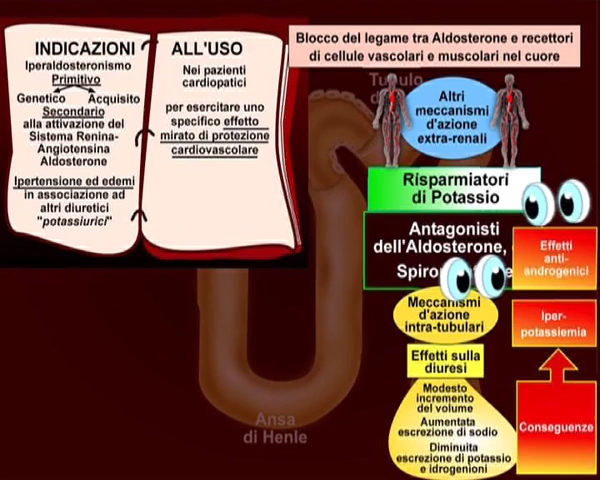 INDICAZIONI
Iperaldosteronismo
Primitivo
Genetico Acquisito
Secondario
alla attivazione del
Sistema Renina-
Angiotensina
Aldosterone
Ipertensione ed edemi
in associazione ad
altri diuretici
"potassiurici"
ALL'USO
Nei pazienti
cardiopatici
per esercitare uno
specifico effetto
mirato di protezione
cardiovascolare
Blocco del legame tra Aldosterone e recettori
di cellule vascolari e muscolari nel cuore
Altri
meccanismi
d'azione
extra-renali
Risparmiatori
di Potassio
Antagonisti
dell'Aldosterone,
Effetti
anti-
androgenici
Meccanismi
d'azione
intra-tubulari
Iper-
potassiemia
Effetti sulla
diuresi
Modesto
incremento
del volume
Aumentata
escrezione di sodio
Diminuita
escrezione di potassio
e idrogenioni
Conseguenze
Ansa
di Henle